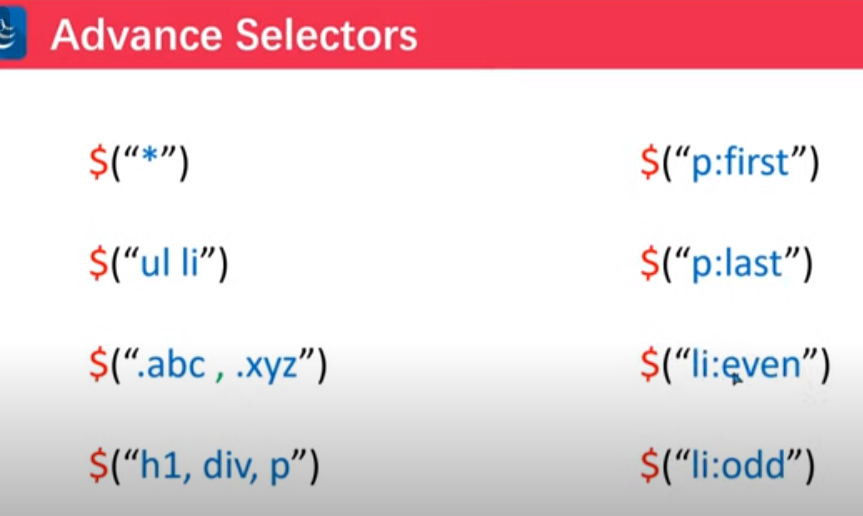 Advance Selectors
$(“*”)
$(“ul li”)
$(“.abc , .xyz”)
$(“h1, div, p”)
$(“p:first”)
$(“p:last”)
$(“li:even”)
$(“li:odd”)